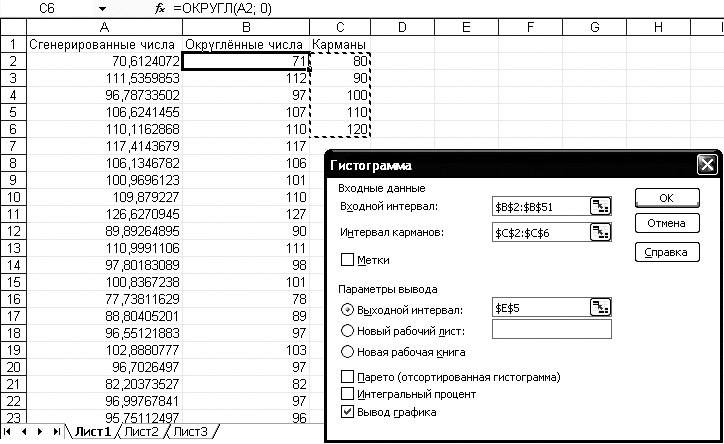 C6 fx =ОКРУГЛ(A2; 0)
A B C D E F G H I
1 Сгенерированные числа Округлённые числа Карманы
2 70,6124072 71 80
3 111,5359853 112 90
4 96,78733502 97 100
5 106,6241455 107 110
6 110,1162868 110 120
7 117,4143679 117
8 106,1346782 106
9 100,9696123 101
10 109,879227 110
11 126,6270945 127
12 89,89264895 90
13 110,9991106 111
14 97,80183089 98
15 100,8367238 101
16 77,73811629 78
17 88,80405201 89
18 96,55121883 97
19 102,8880777 103
20 96,7026497 97
21 82,20373527 82
22 96,99767841 97
23 95,75112497 96
Лист1 Лист2 Лист3
Гистограмма
Входные данные
Входной интервал: $B$2:$B$51
Интервал карманов: $C$2:$C$6
Метки
Параметры вывода
Выходной интервал: $E$5
Новый рабочий лист:
Новая рабочая книга
Парето (отсортированная гистограмма)
Интегральный процент
Вывод графика
OK
Отмена
Справка